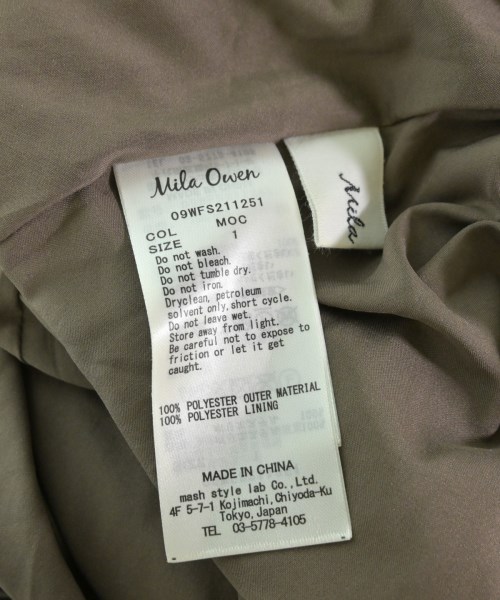 Mila Owen
Mila
09WFS211251
COL MOC
SIZE 1
Do not wash.
Do not bleach.
Do not tumble dry.
Do not iron.
Dryclean, petroleum
solvent only, short cycle.
Do not leave wet.
Store away from light.
Be careful not to expose to
friction or let it get
caught.
100% POLYESTER OUTER MATERIAL
100% POLYESTER LINING
MADE IN CHINA
mash style lab Co., Ltd.
4F 5-7-1 Kojimachi, Chiyoda-Ku
Tokyo, Japan
TEL 03-5778-4105